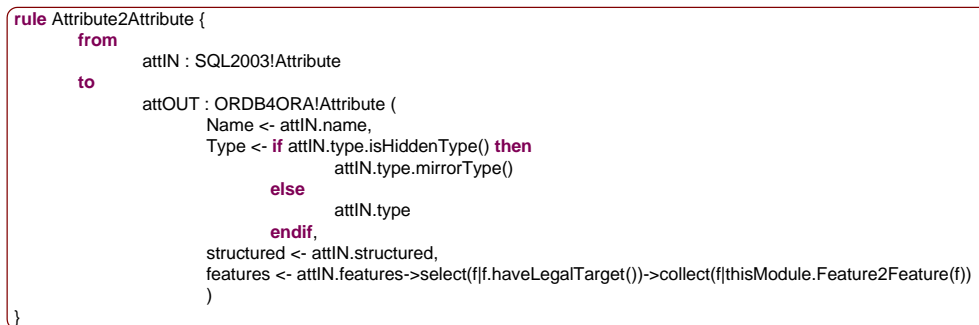 rule Attribute2Attribute {
from
attIN : SQL2003!Attribute
to
attOUT : ORDB4ORA!Attribute (
Name <- attIN.name,
Type <- if attIN.type.isHiddenType() then
attIN.type.mirrorType()
else
attIN.type
endif,
structured <- attIN.structured,
features <- attIN.features->select(f|f.haveLegalTarget())->collect(f|thisModule.Feature2Feature(f))
)
}